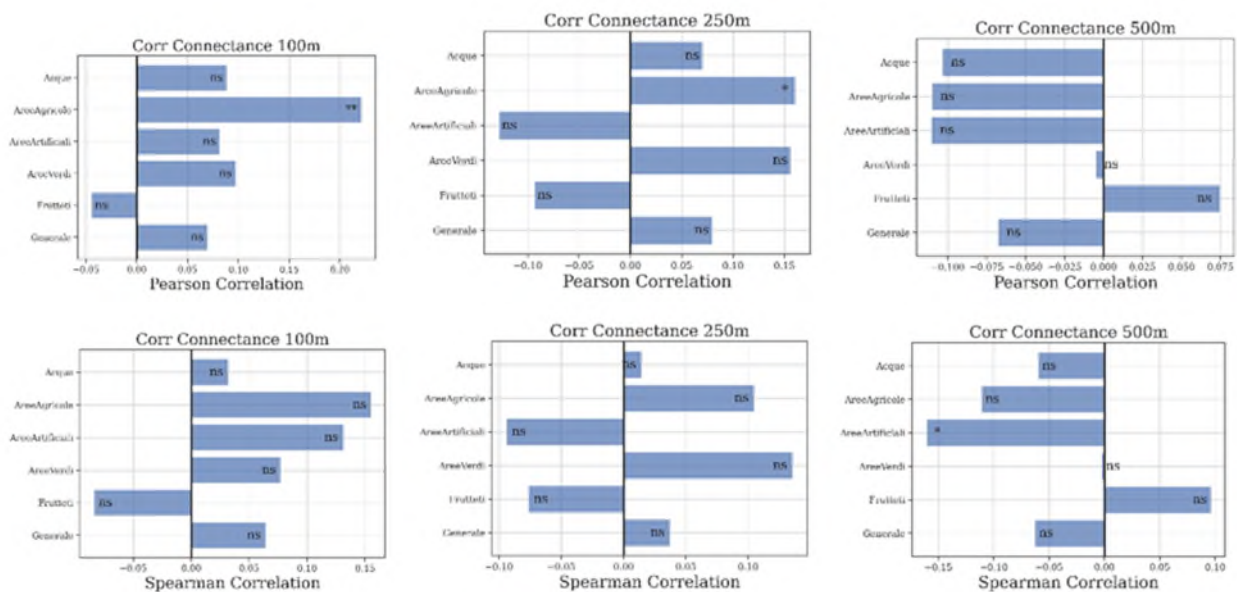 Corr Connectance 100m
Acque
ns
AreeAgricole
**
AreeArtificiali
ns
AreeVerdi
ns
Frutteti
ns
Generale
ns
−0.05 0.00 0.05 0.10 0.15 0.20
Pearson Correlation
Corr Connectance 250m
Acque
ns
AreeAgricole
*
AreeArtificiali
ns
AreeVerdi
ns
Frutteti
ns
Generale
ns
−0.10 −0.05 0.00 0.05 0.10 0.15
Pearson Correlation
Corr Connectance 500m
Acque
ns
AreeAgricole
ns
AreeArtificiali
ns
AreeVerdi
ns
Frutteti
ns
Generale
ns
−0.100 −0.075 −0.050 −0.025 0.000 0.025 0.050 0.075
Pearson Correlation
Corr Connectance 100m
Acque
ns
AreeAgricole
ns
AreeArtificiali
ns
AreeVerdi
ns
Frutteti
ns
Generale
ns
−0.05 0.00 0.05 0.10 0.15
Spearman Correlation
Corr Connectance 250m
Acque
ns
AreeAgricole
ns
AreeArtificiali
ns
AreeVerdi
ns
Frutteti
ns
Generale
ns
−0.10 −0.05 0.00 0.05 0.10
Spearman Correlation
Corr Connectance 500m
Acque
ns
AreeAgricole
ns
AreeArtificiali
*
AreeVerdi
ns
Frutteti
ns
Generale
ns
−0.15 −0.10 −0.05 0.00 0.05 0.10
Spearman Correlation